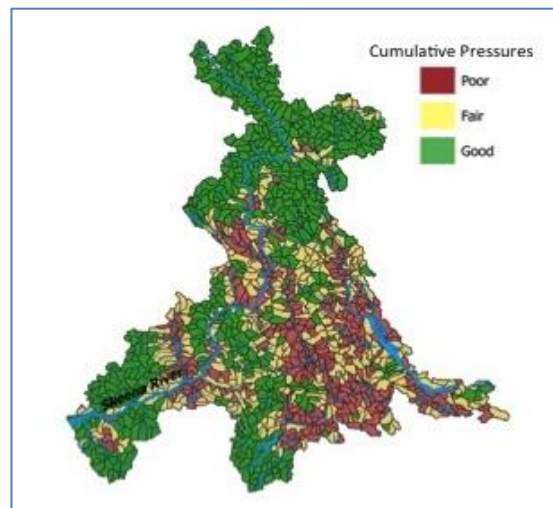 Cumulative Pressures
Poor
Fair
Good
Skeena River